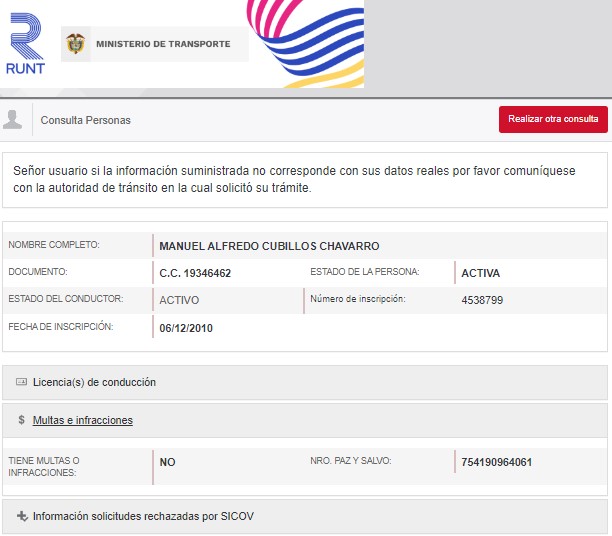 RUNT
MINISTERIO DE TRANSPORTE
Consulta Personas
Realizar otra consulta
Señor usuario si la información suministrada no corresponde con sus datos reales por favor comuníquese
con la autoridad de tránsito en la cual solicitó su trámite.
NOMBRE COMPLETO: MANUEL ALFREDO CUBILLOS CHAVARRO
DOCUMENTO: C.C. 19346462 ESTADO DE LA PERSONA: ACTIVA
ESTADO DEL CONDUCTOR: ACTIVO Número de inscripción: 4538799
FECHA DE INSCRIPCIÓN: 06/12/2010
Licencia(s) de conducción
$ Multas e infracciones
TIENE MULTAS O
INFRACCIONES: NO NRO. PAZ Y SALVO: 754190964061
Información solicitudes rechazadas por SICOV